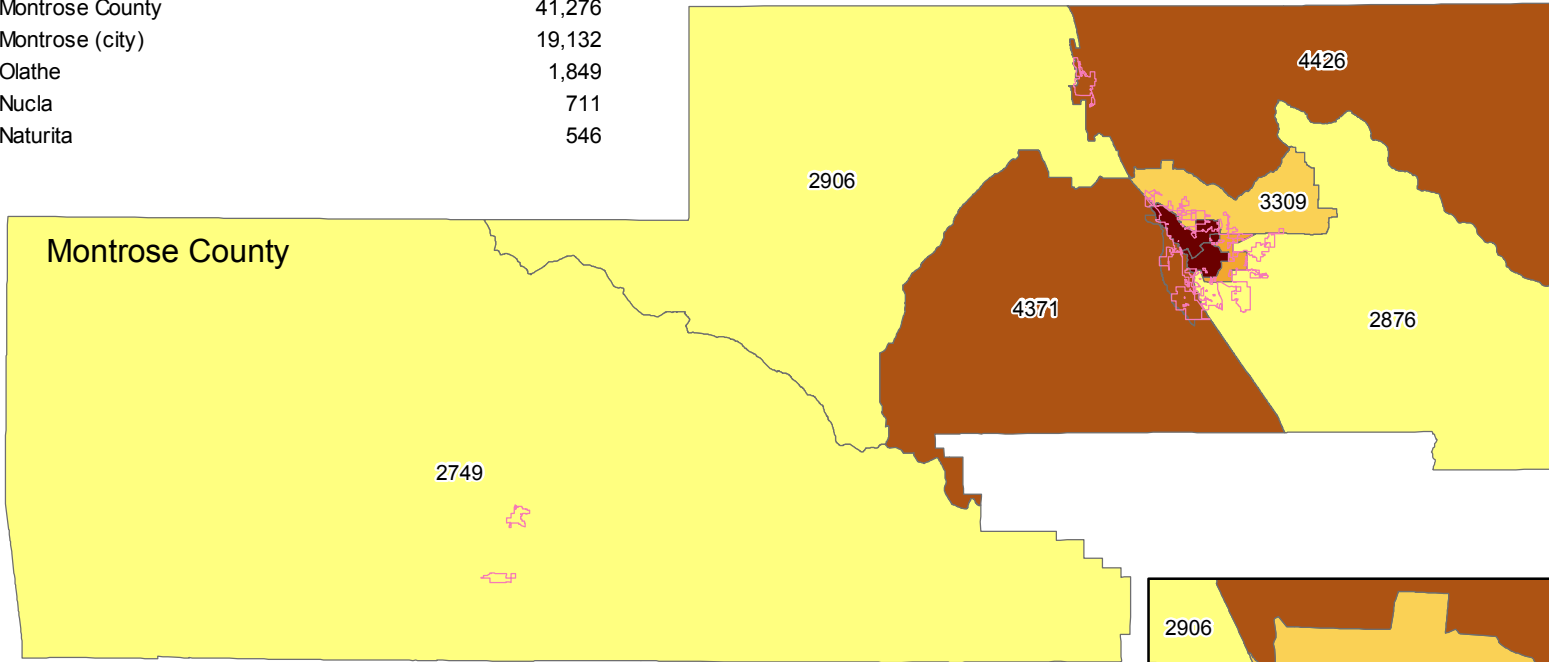 Montrose County 41,276
Montrose (city) 19,132
Olathe 1,849
Nucla 711
Naturita 546
4426
2906
3309
Montrose County
4371
2876
2749
2906